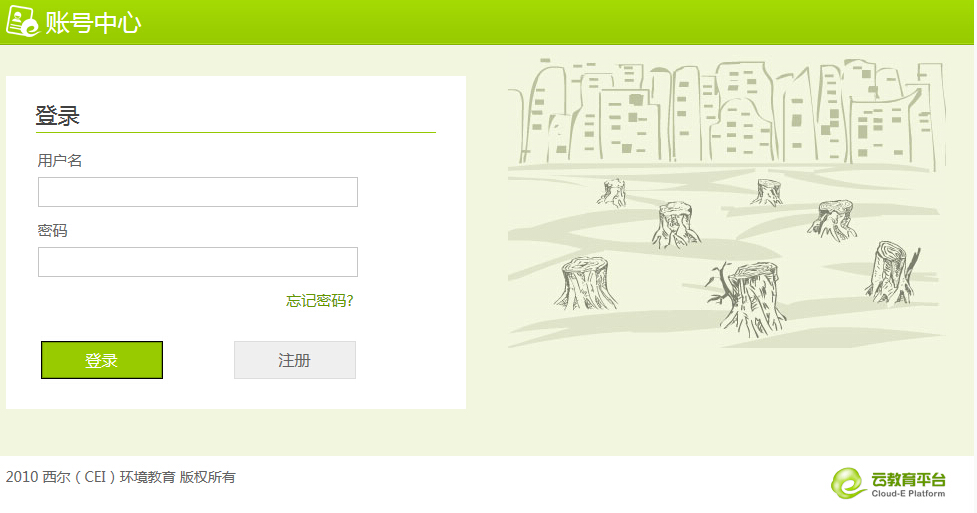 账号中心
登录
用户名
密码
忘记密码?
登录 注册
2010 西尔（CEI）环境教育 版权所有
云教育平台
Cloud-E Platform